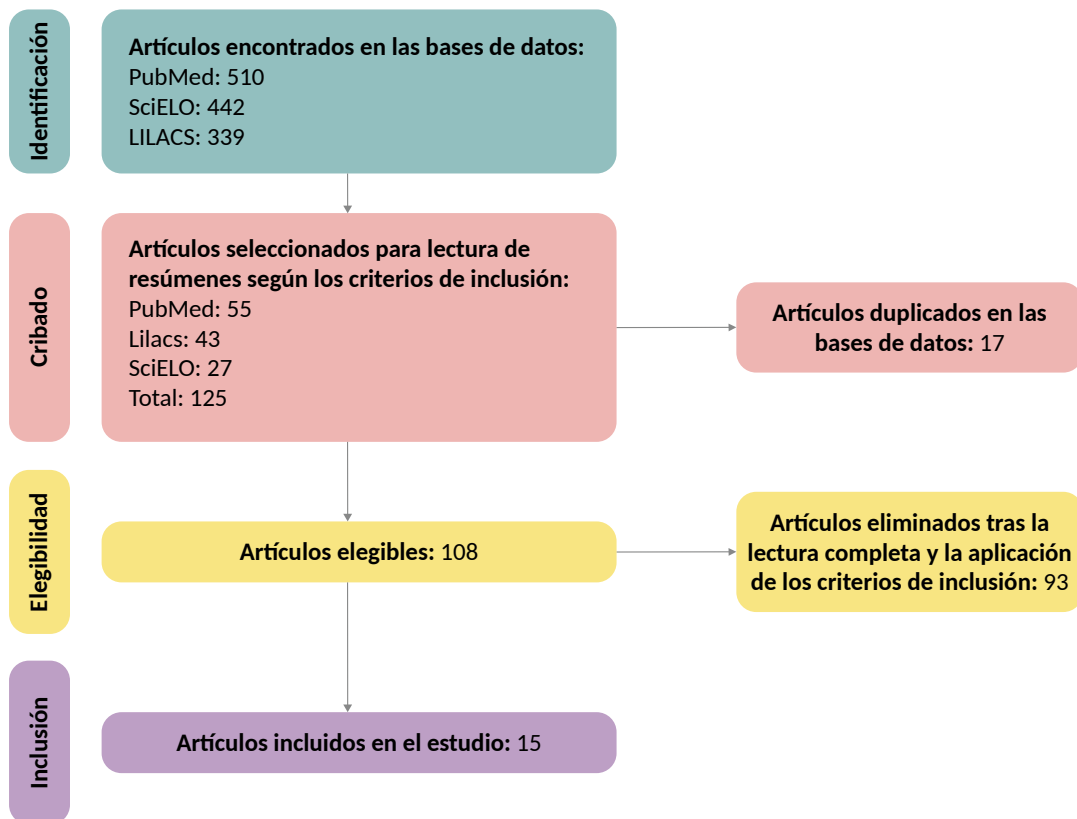 Identificación
Artículos encontrados en las bases de datos:
PubMed: 510
SciELO: 442
LILACS: 339
Cribado
Artículos seleccionados para lectura de
resúmenes según los criterios de inclusión:
PubMed: 55
Lilacs: 43
SciELO: 27
Total: 125
Artículos duplicados en las
bases de datos: 17
Elegibilidad
Artículos elegibles: 108
Artículos eliminados tras la
lectura completa y la aplicación
de los criterios de inclusión: 93
Inclusión
Artículos incluidos en el estudio: 15